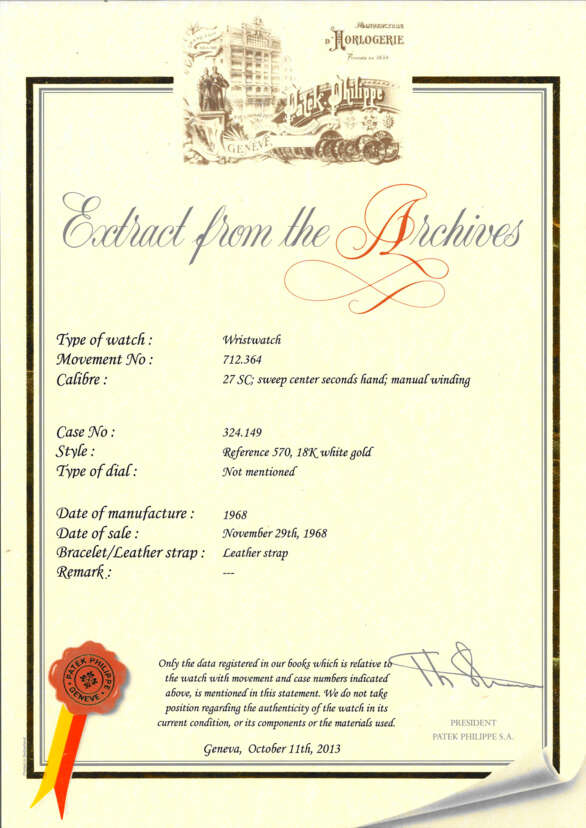 MANUFACTURE
D'HORLOGERIE
Fondée en 1839
Patek Philippe
GENÈVE
Extract from the Archives
Type of watch : Wristwatch
Movement No : 712.364
Calibre : 27 SC; sweep center seconds hand; manual winding
Case No : 324.149
Style : Reference 570, 18K white gold
Type of dial : Not mentioned
Date of manufacture : 1968
Date of sale : November 29th, 1968
Bracelet/Leather strap : Leather strap
Remark : ---
PATEK PHILIPPE
GENEVE
Only the data registered in our books which is relative to
the watch with movement and case numbers indicated
above, is mentioned in this statement. We do not take
position regarding the authenticity of the watch in its
current condition, or its components or the materials used.
Geneva, October 11th, 2013
PRESIDENT
PATEK PHILIPPE S.A.